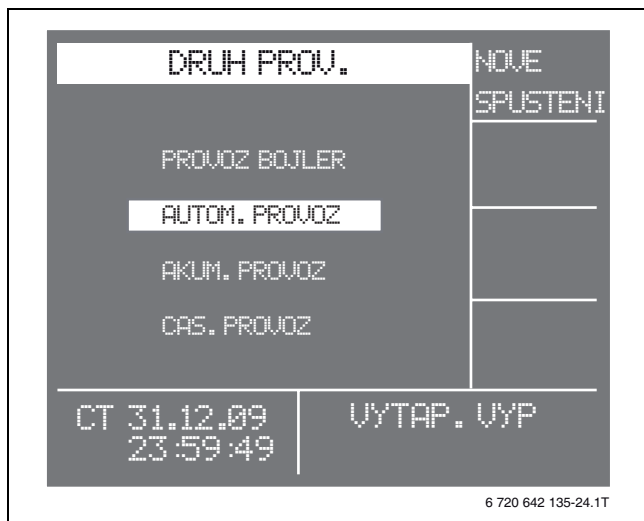 DRUH PROV.
NOVE
SPUSTENI
PROVOZ BOJLER
AUTOM. PROVOZ
AKUM. PROVOZ
CAS. PROVOZ
CT 31.12.09
23:59:49
VYTAP. VYP
6 720 642 135-24.1T